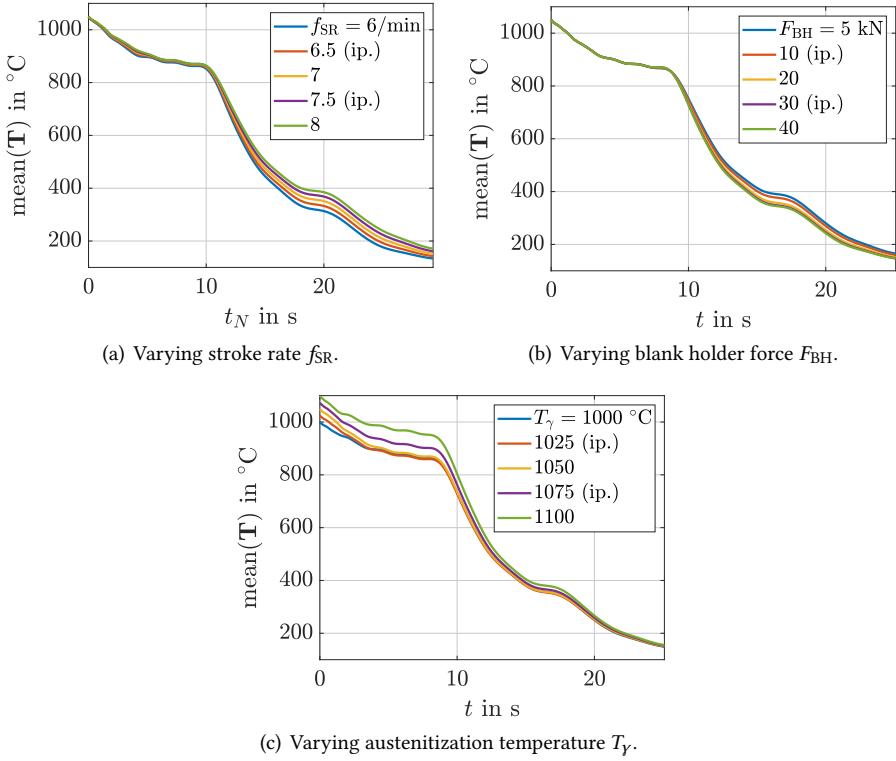 1000
800
600
400
200
mean(T) in °C
0
10
20
t_N in s
f_SR = 6/min
6.5 (ip.)
7
7.5 (ip.)
8
(a) Varying stroke rate f_SR.
1000
800
600
400
200
mean(T) in °C
0
10
20
t in s
F_BH = 5 kN
10 (ip.)
20
30 (ip.)
40
(b) Varying blank holder force F_BH.
1000
800
600
400
200
mean(T) in °C
0
10
20
t in s
T_γ = 1000 °C
1025 (ip.)
1050
1075 (ip.)
1100
(c) Varying austenitization temperature T_γ.